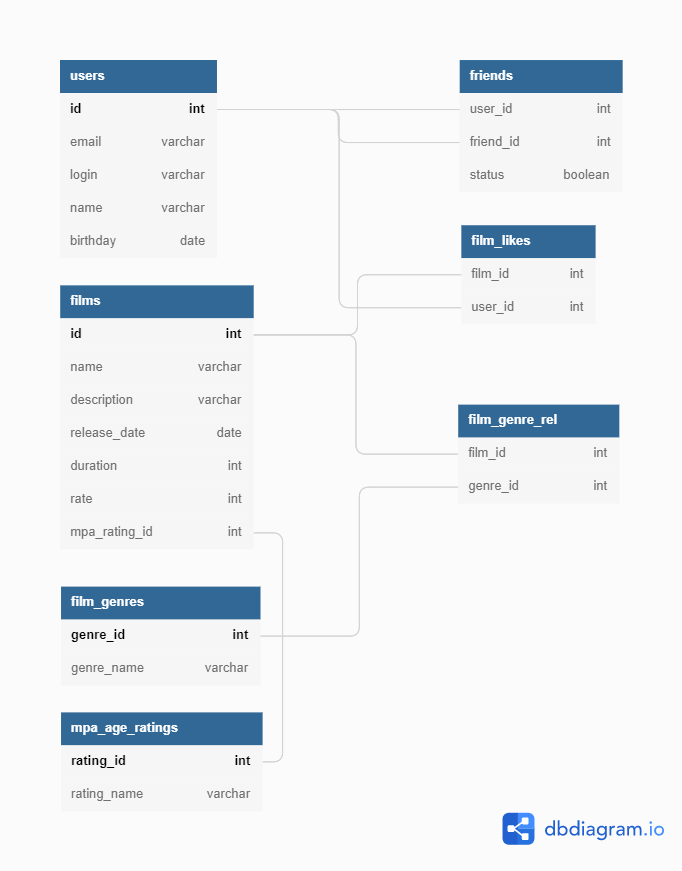 users
id int
email varchar
login varchar
name varchar
birthday date
friends
user_id int
friend_id int
status boolean
film_likes
film_id int
user_id int
films
id int
name varchar
description varchar
release_date date
duration int
rate int
mpa_rating_id int
film_genre_rel
film_id int
genre_id int
film_genres
genre_id int
genre_name varchar
mpa_age_ratings
rating_id int
rating_name varchar
dbdiagram.io